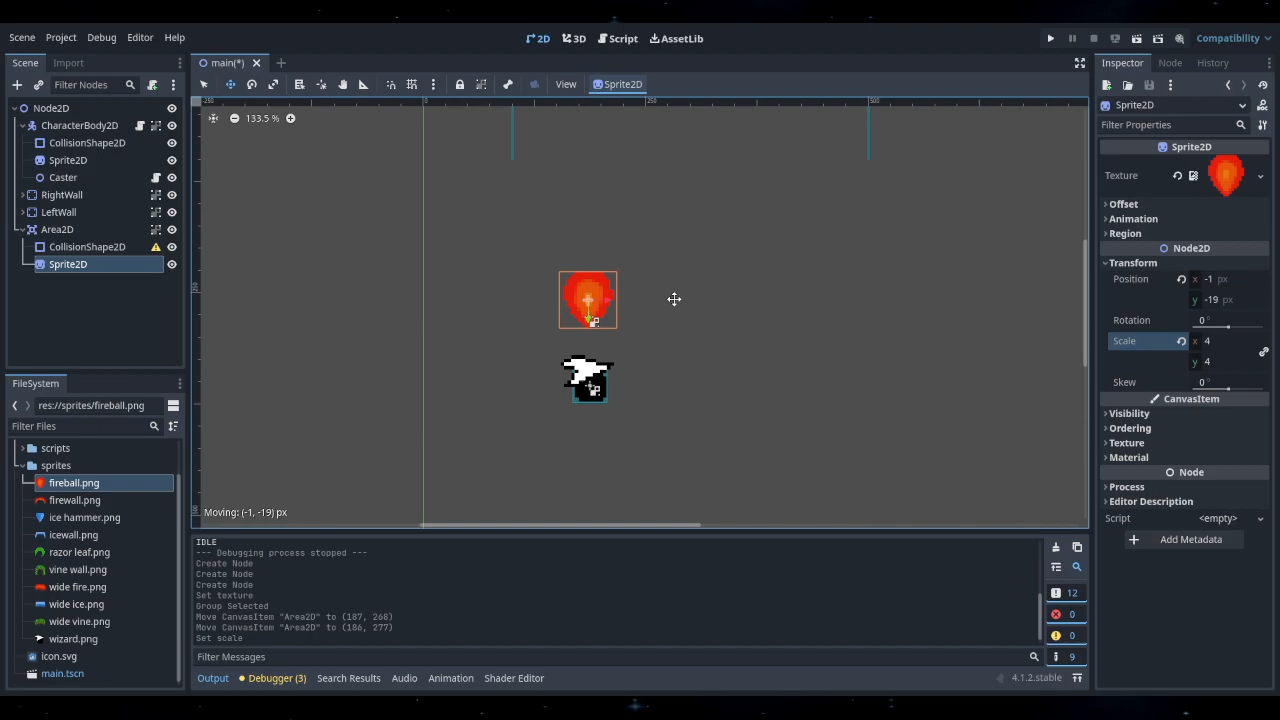 Scene Project Debug Editor Help
2D 3D Script AssetLib
Compatibility
Scene Import
Filter Nodes
Node2D
CharacterBody2D
CollisionShape2D
Sprite2D
Caster
RightWall
LeftWall
Area2D
CollisionShape2D
Sprite2D
FileSystem
res://sprites/fireball.png
Filter Files
scripts
sprites
fireball.png
firewall.png
ice hammer.png
icewall.png
razor leaf.png
vine wall.png
wide fire.png
wide ice.png
wide vine.png
wizard.png
icon.svg
main.tscn
main(*)
View Sprite2D
-250 0 250 500
133.5 %
250
500
Moving: (-1, -19) px
IDLE
--- Debugging process stopped ---
Create Node
Create Node
Create Node
Set texture
Group Selected
Move CanvasItem "Area2D" to (187, 268)
Move CanvasItem "Area2D" to (186, 277)
Set scale
Filter Messages
12
0
0
9
Output Debugger (3) Search Results Audio Animation Shader Editor
4.1.2.stable
Inspector Node History
Sprite2D
Filter Properties
Sprite2D
Texture
Offset
Animation
Region
Node2D
Transform
Position x -1 px
y -19 px
Rotation 0 °
Scale x 4
y 4
Skew 0 °
CanvasItem
Visibility
Ordering
Texture
Material
Node
Process
Editor Description
Script <empty>
Add Metadata